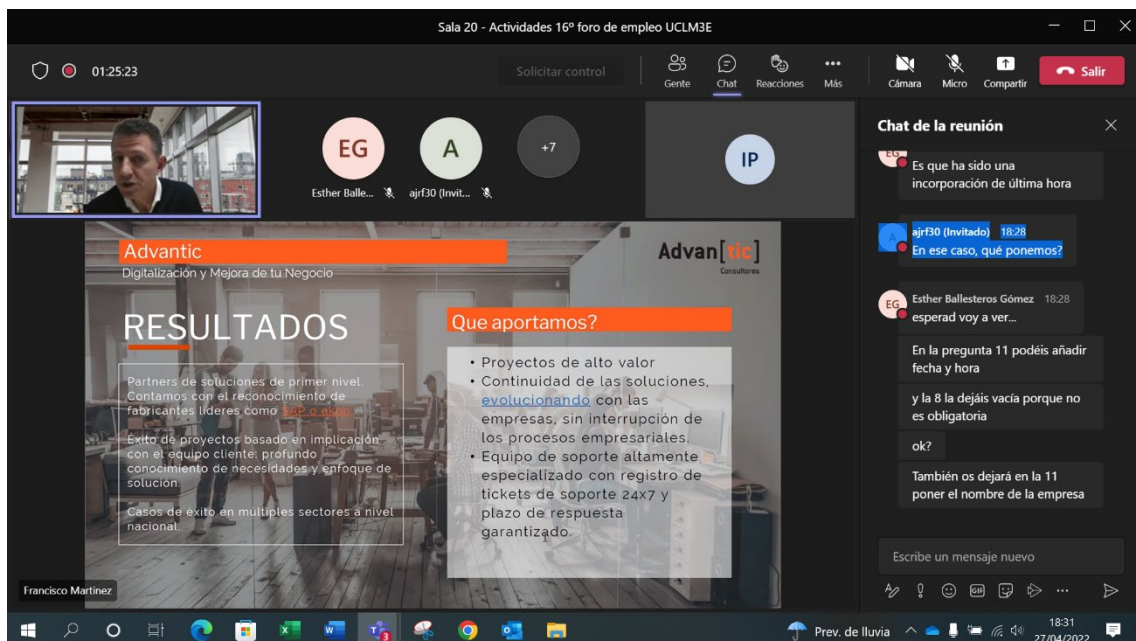 Sala 20 - Actividades 16º foro de empleo UCLM3E
01:25:23
Solicitar control
Gente
Chat
Reacciones
Más
Cámara
Micro
Compartir
Salir
EG
Esther Balle...
A
ajrf30 (Invit...
+7
IP
Advantic
Digitalización y Mejora de tu Negocio
Advan[tic]
Consultores
RESULTADOS
Partners de soluciones de primer nivel.
Contamos con el reconocimiento de
fabricantes líderes como SAP o ekon
Éxito de proyectos basado en implicación
con el equipo cliente: profundo
conocimiento de necesidades y enfoque de
solución.
Casos de éxito en múltiples sectores a nivel
nacional.
Que aportamos?
• Proyectos de alto valor
• Continuidad de las soluciones,
evolucionando con las
empresas, sin interrupción de
los procesos empresariales.
• Equipo de soporte altamente
especializado con registro de
tickets de soporte 24x7 y
plazo de respuesta
garantizado.
Francisco Martinez
Chat de la reunión
EG
Es que ha sido una
incorporación de última hora
A
ajrf30 (Invitado) 18:28
En ese caso, qué ponemos?
EG
Esther Ballesteros Gómez 18:28
esperad voy a ver...
En la pregunta 11 podéis añadir
fecha y hora
y la 8 la dejáis vacía porque no
es obligatoria
ok?
También os dejará en la 11
poner el nombre de la empresa
Escribe un mensaje nuevo
GIF
3
Prev. de lluvia
18:31
27/04/2022